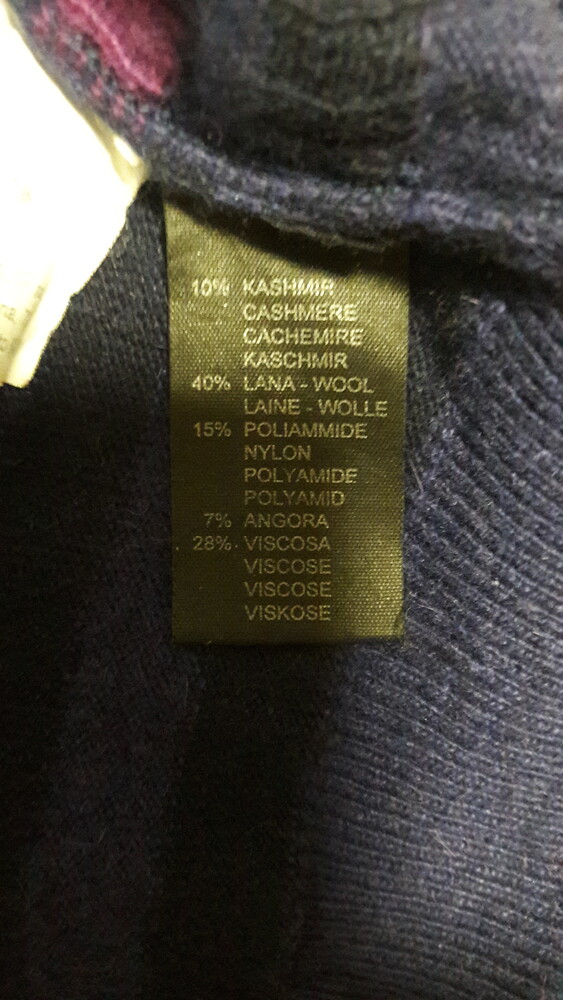 10% KASHMIR
CASHMERE
CACHEMIRE
KASCHMIR
40% LANA - WOOL
LAINE - WOLLE
15% POLIAMMIDE
NYLON
POLYAMIDE
POLYAMID
7% ANGORA
28% VISCOSA
VISCOSE
VISCOSE
VISKOSE